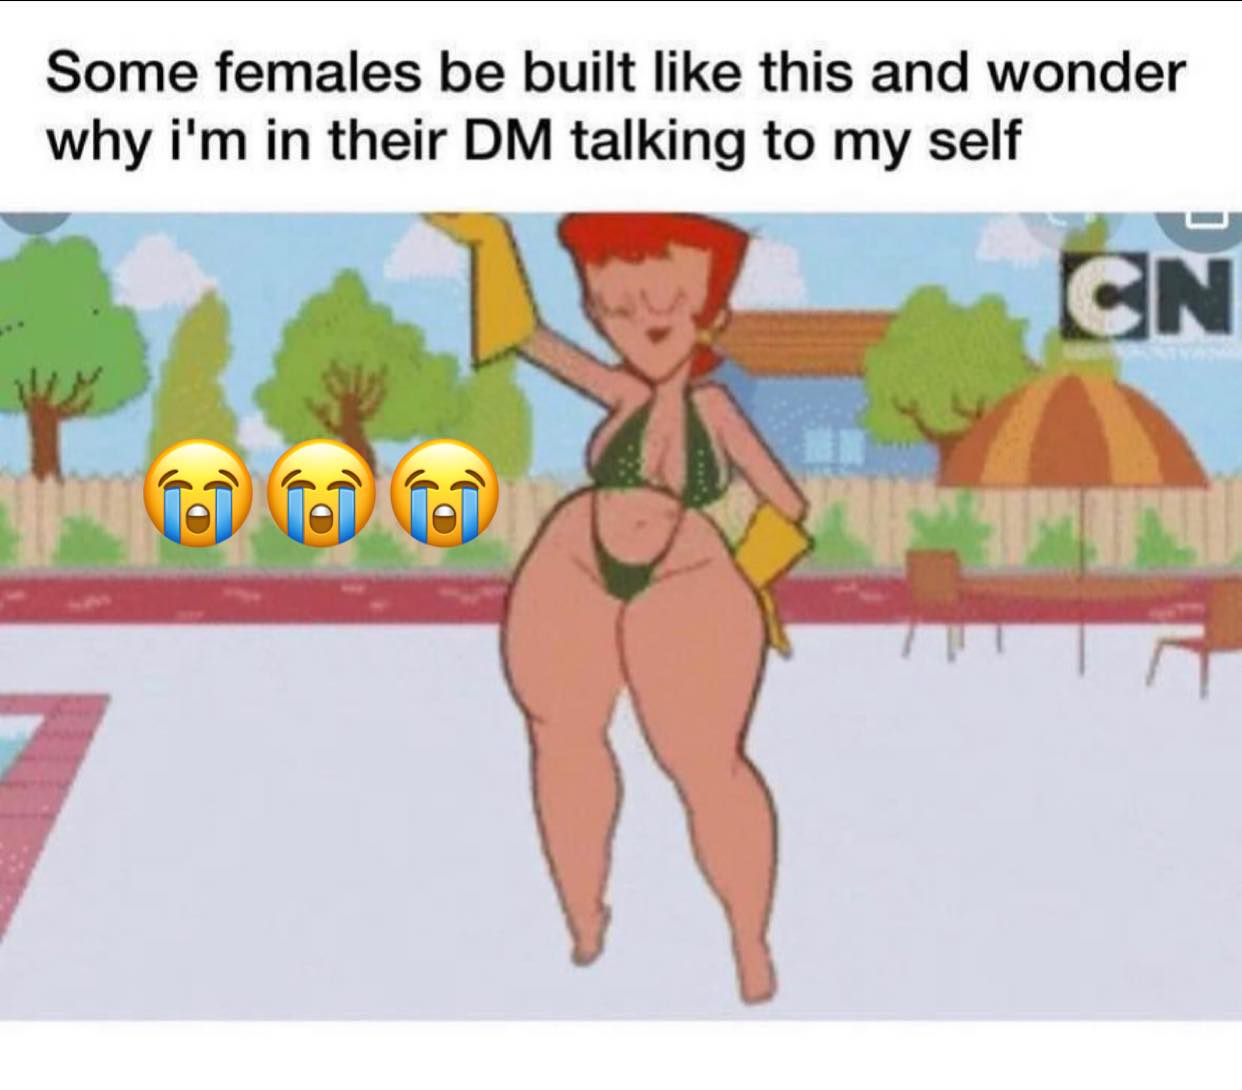 Some females be built like this and wonder
why i'm in their DM talking to my self
CN